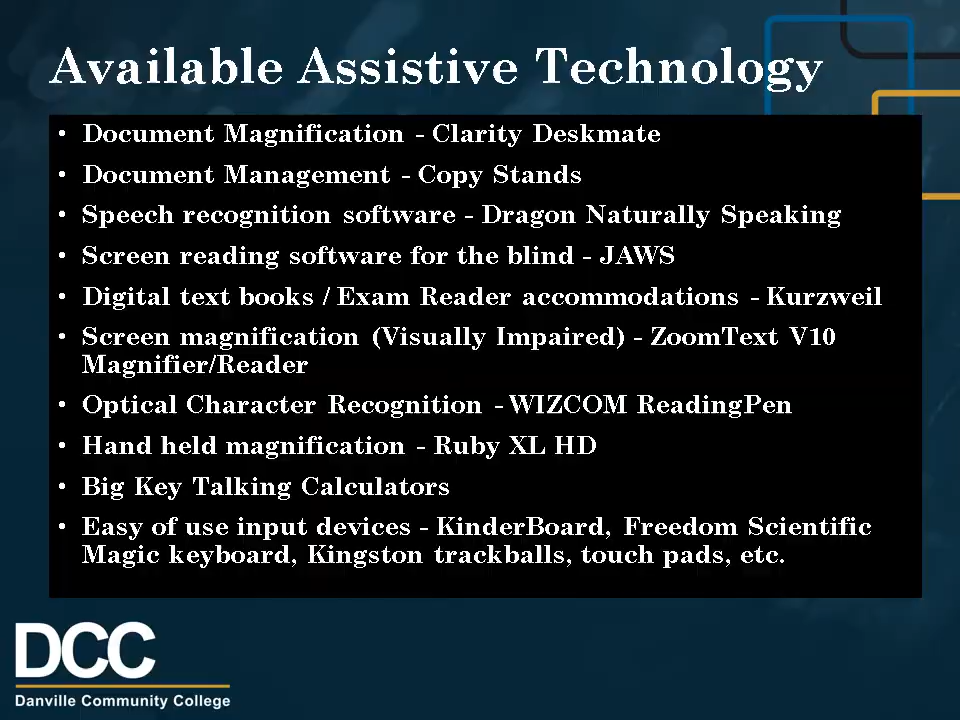 Available Assistive Technology
• Document Magnification - Clarity Deskmate
• Document Management - Copy Stands
• Speech recognition software - Dragon Naturally Speaking
• Screen reading software for the blind - JAWS
• Digital text books / Exam Reader accommodations - Kurzweil
• Screen magnification (Visually Impaired) - ZoomText V10
Magnifier/Reader
• Optical Character Recognition - WIZCOM ReadingPen
• Hand held magnification - Ruby XL HD
• Big Key Talking Calculators
• Easy of use input devices - KinderBoard, Freedom Scientific
Magic keyboard, Kingston trackballs, touch pads, etc.
DCC
Danville Community College